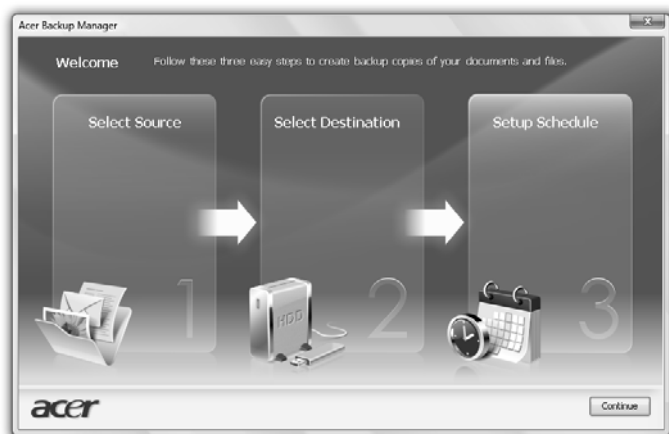 Acer Backup Manager
Welcome
Follow these three easy steps to create backup copies of your documents and files.
Select Source
Select Destination
Setup Schedule
1
HDD
2
3
acer
Continue